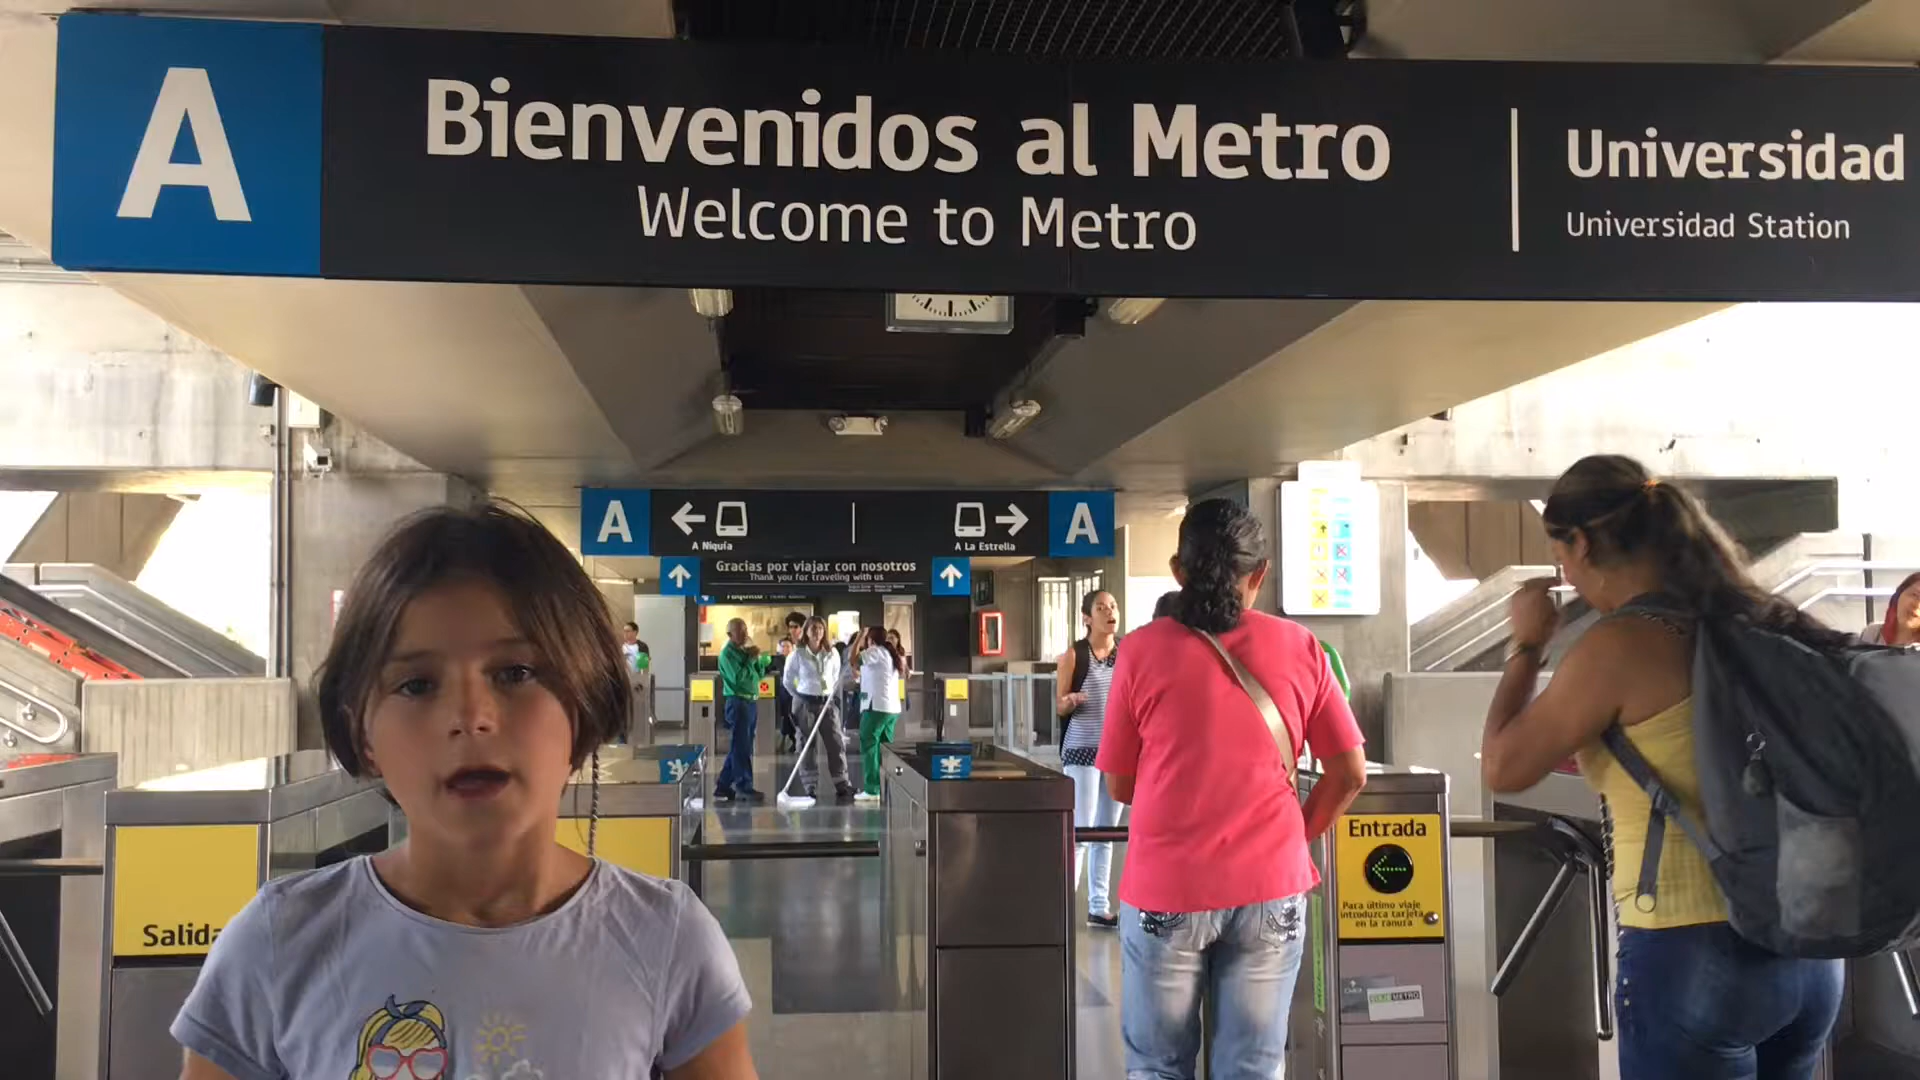 A
Bienvenidos al Metro
Welcome to Metro
Universidad
Universidad Station
A
A Niquía
A La Estrella
A
Gracias por viajar con nosotros
Thank you for traveling with us
Salida
Entrada
Para último viaje
introduzca tarjeta
en la ranura